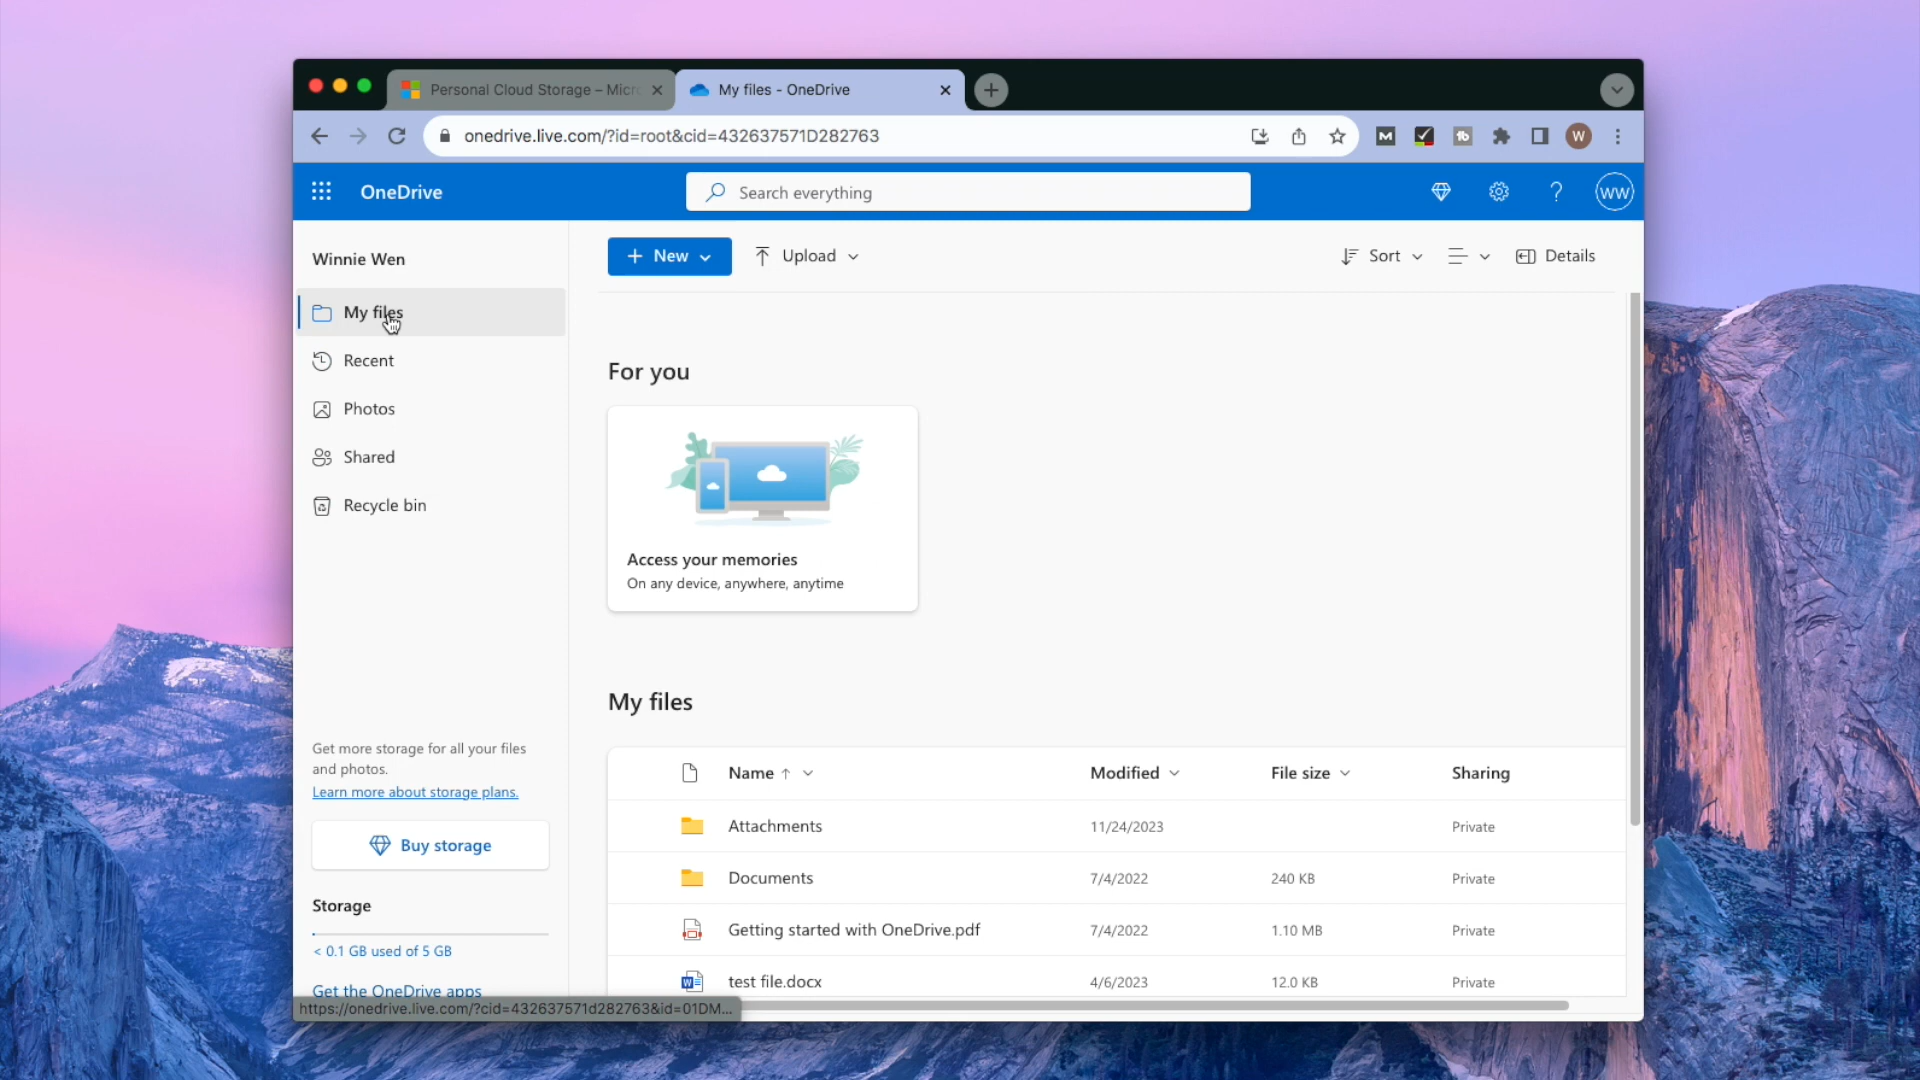 Personal Cloud Storage – Micr
My files - OneDrive
onedrive.live.com/?id=root&cid=432637571D282763
W
OneDrive
Search everything
WW
Winnie Wen
New
Upload
Sort
Details
My files
Recent
Photos
Shared
Recycle bin
For you
Access your memories
On any device, anywhere, anytime
My files
Name
Modified
File size
Sharing
Attachments
11/24/2023
Private
Documents
7/4/2022
240 KB
Private
Getting started with OneDrive.pdf
7/4/2022
1.10 MB
Private
test file.docx
4/6/2023
12.0 KB
Private
Get more storage for all your files
and photos.
Learn more about storage plans.
Buy storage
Storage
< 0.1 GB used of 5 GB
Get the OneDrive apps
https://onedrive.live.com/?cid=432637571d282763&id=01DM...